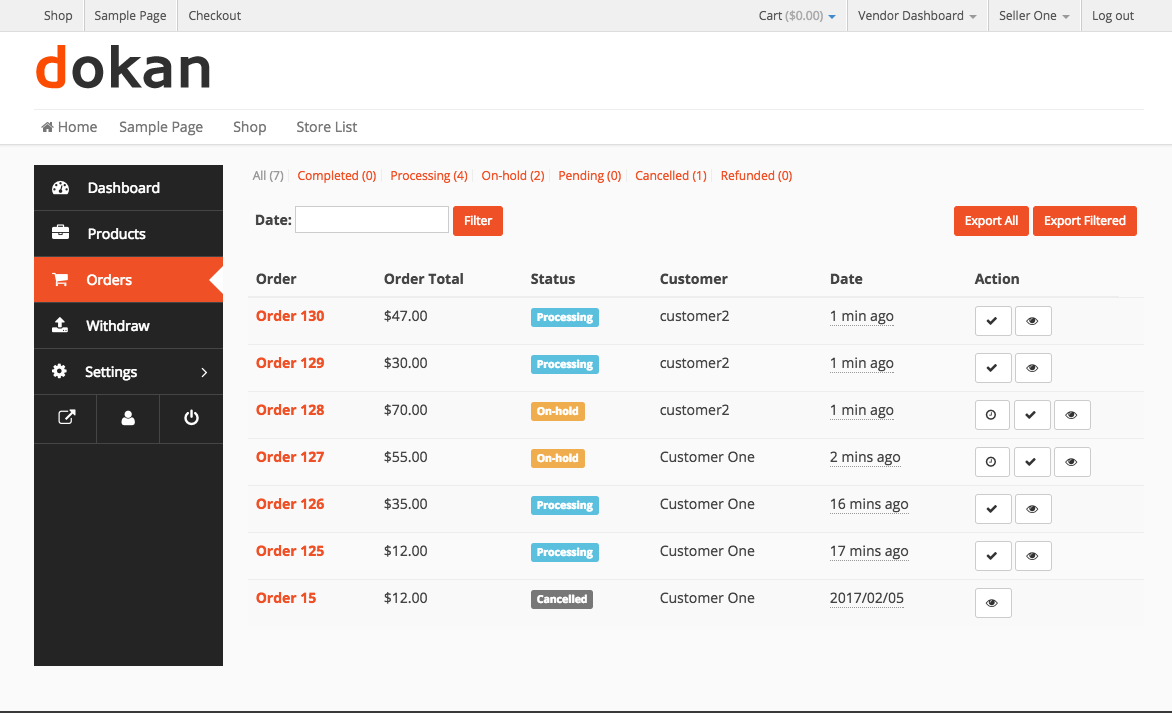 Shop Sample Page Checkout Cart ($0.00) Vendor Dashboard Seller One Log out
dokan
Home Sample Page Shop Store List
All (7) Completed (0) Processing (4) On-hold (2) Pending (0) Cancelled (1) Refunded (0)
Dashboard
Products
Orders
Withdraw
Settings
Date: Filter Export All Export Filtered
Order Order Total Status Customer Date Action
Order 130 $47.00 Processing customer2 1 min ago
Order 129 $30.00 Processing customer2 1 min ago
Order 128 $70.00 On-hold customer2 1 min ago
Order 127 $55.00 On-hold Customer One 2 mins ago
Order 126 $35.00 Processing Customer One 16 mins ago
Order 125 $12.00 Processing Customer One 17 mins ago
Order 15 $12.00 Cancelled Customer One 2017/02/05